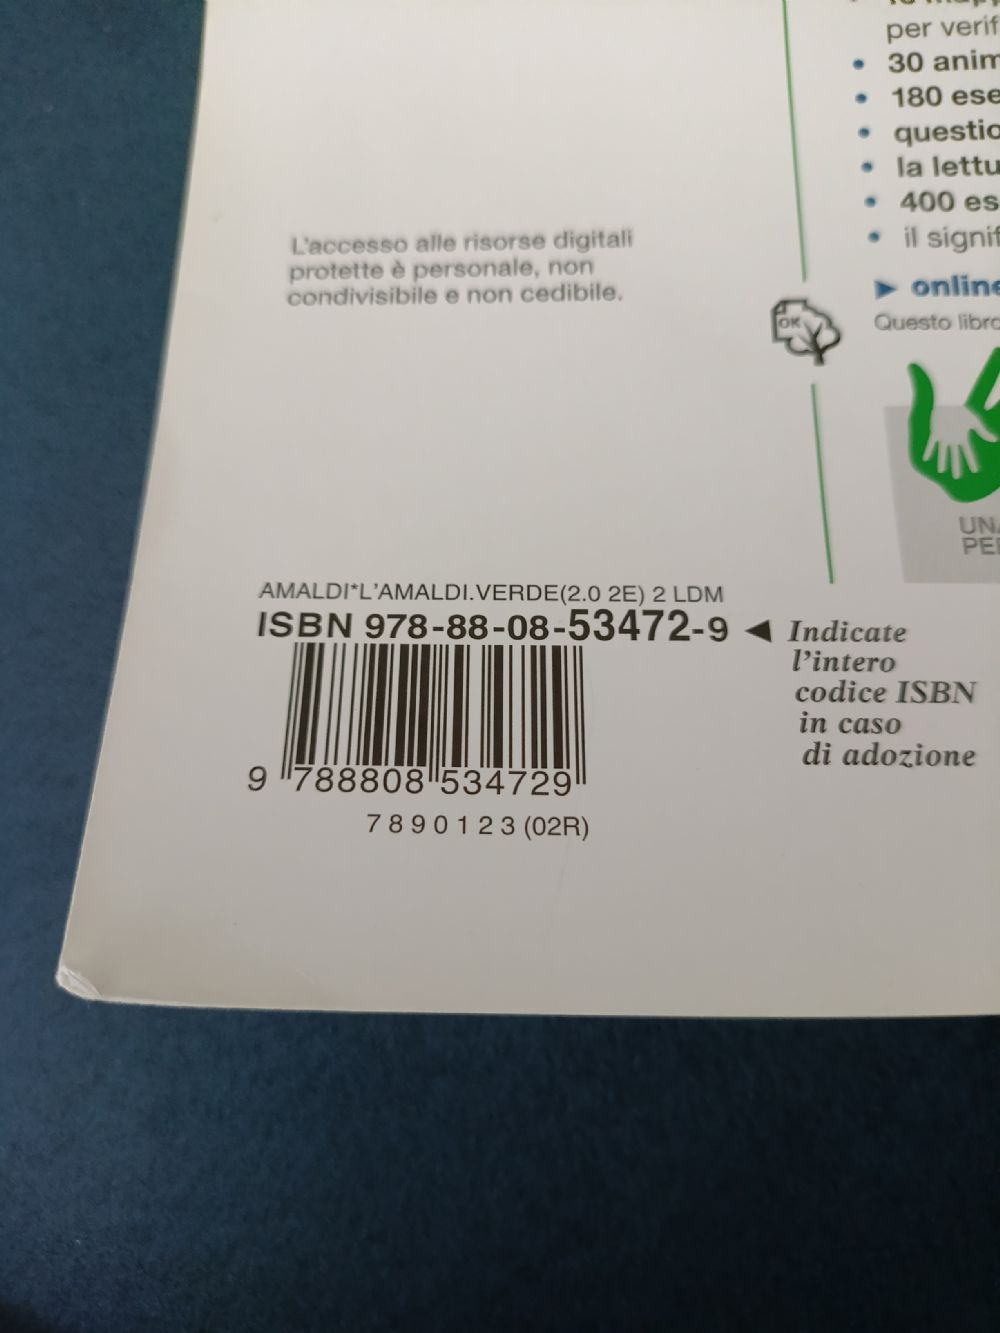 per verif
• 30 anim
• 180 ese
• questio
• la lettu
• 400 es
• il signif
▶ online
Questo libro
L'accesso alle risorse digitali
protette è personale, non
condivisibile e non cedibile.
OK
UNA
PER
AMALDI*L'AMALDI.VERDE(2.0 2E) 2 LDM
ISBN 978-88-08-53472-9 ◀ Indicate
l'intero
codice ISBN
in caso
di adozione
9 788808 534729
7 8 9 0 1 2 3 (02R)